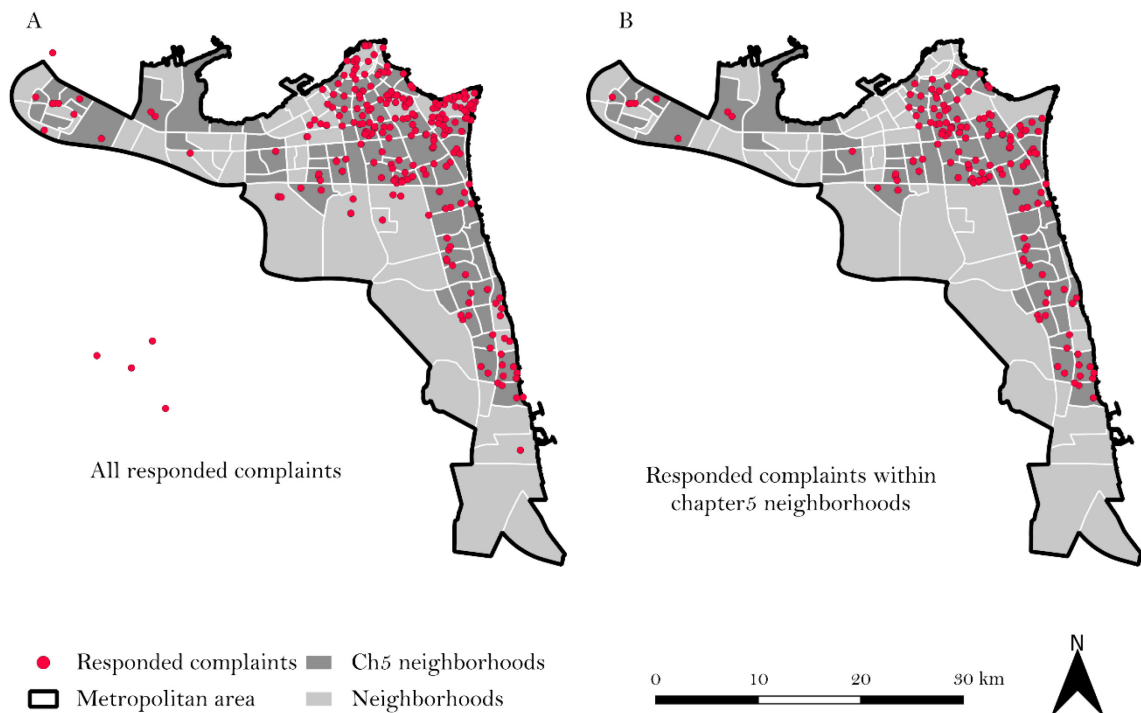 A
B
All responded complaints
Responded complaints within
chapter5 neighborhoods
Responded complaints
Ch5 neighborhoods
Metropolitan area
Neighborhoods
0 10 20 30 km
N